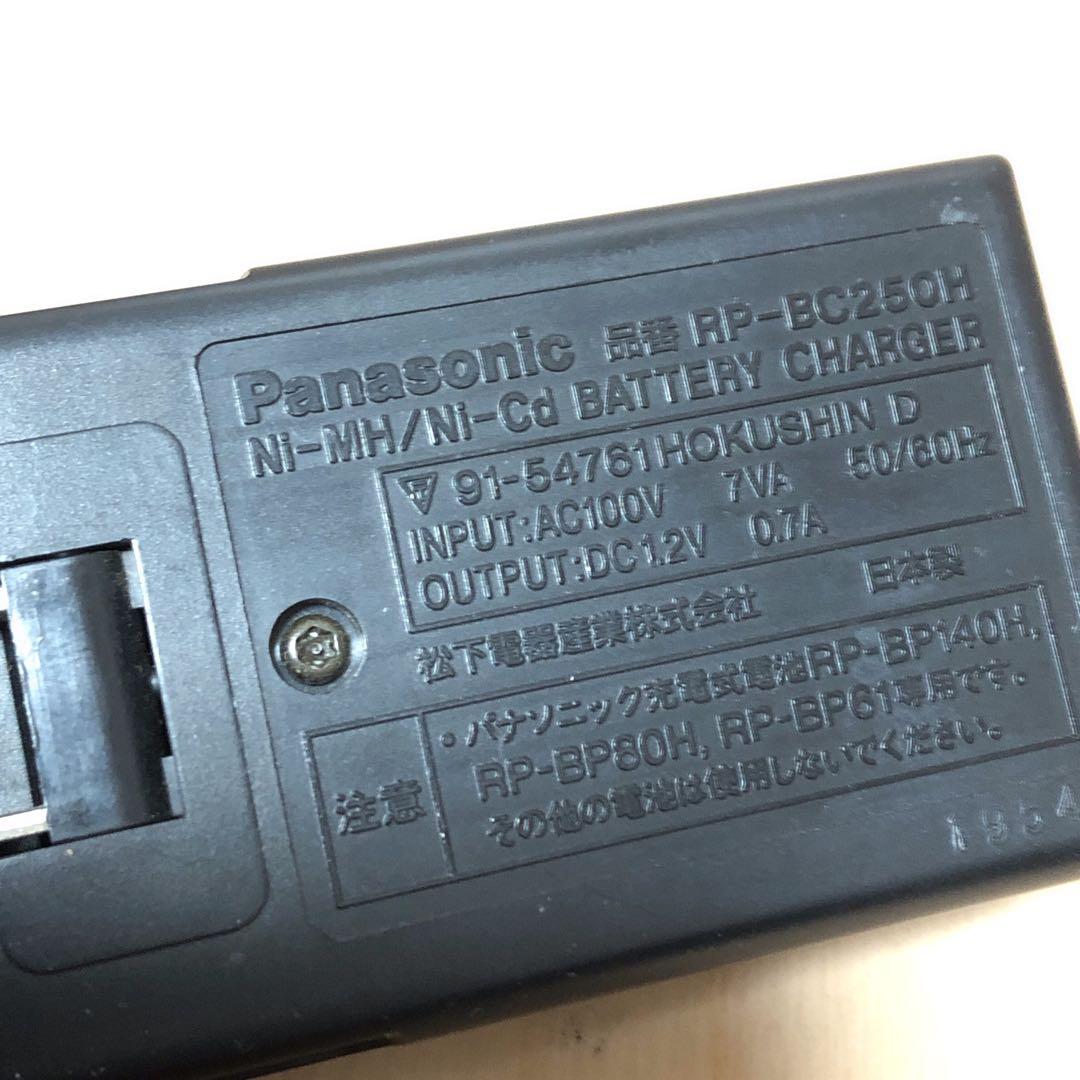 Panasonic 品番 RP-BC250H
Ni-MH/Ni-Cd BATTERY CHARGER
91-54761 HOKUSHIN D
INPUT:AC100V 7VA 50/60Hz
OUTPUT:DC1.2V 0.7A
松下電器産業株式会社 日本製
注意
・パナソニック充電式電池RP-BP140H,
RP-BP80H, RP-BP61専用です。
その他の電池は使用しないでください。
1954